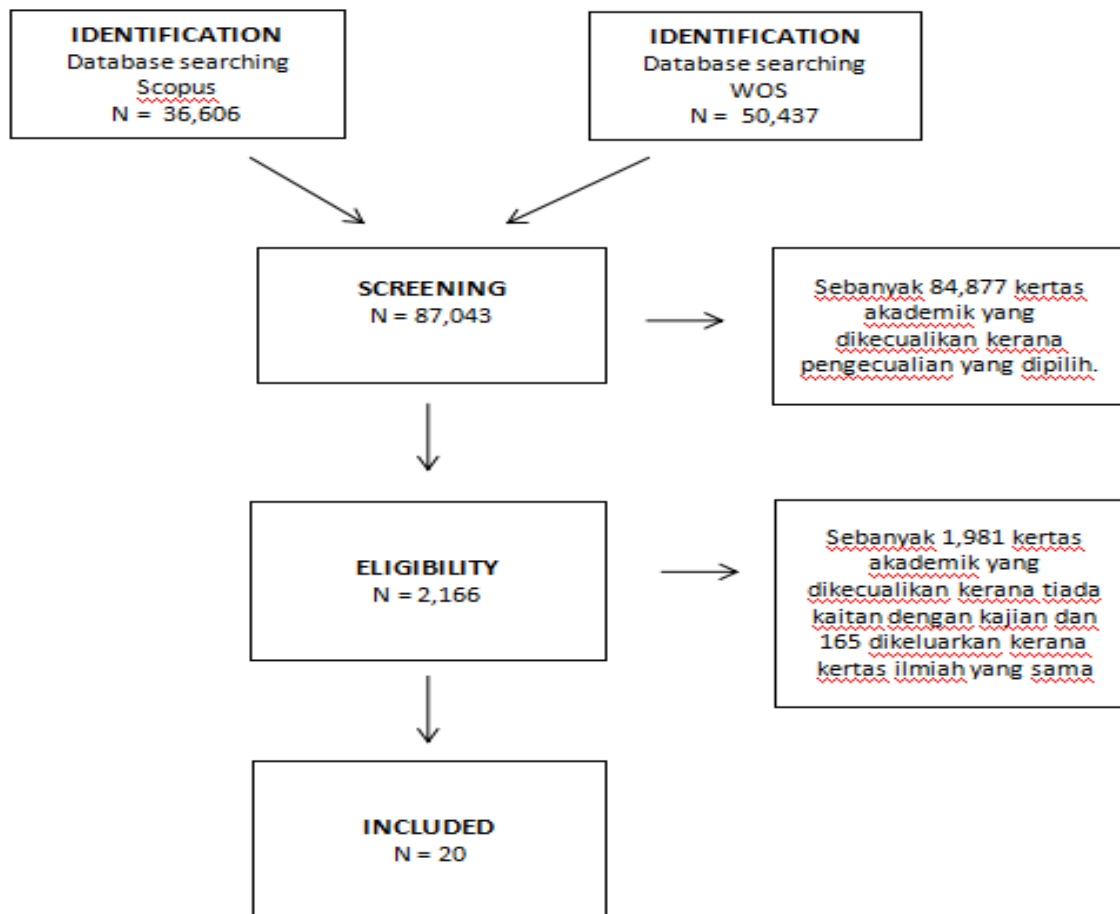 IDENTIFICATION
Database searching
Scopus
N = 36,606
IDENTIFICATION
Database searching
WOS
N = 50,437
SCREENING
N = 87,043
Sebanyak 84,877 kertas
akademik yang
dikecualikan kerana
pengecualian yang dipilih.
ELIGIBILITY
N = 2,166
Sebanyak 1,981 kertas
akademik yang
dikecualikan kerana tiada
kaitan dengan kajian dan
165 dikeluarkan kerana
kertas ilmiah yang sama
INCLUDED
N = 20